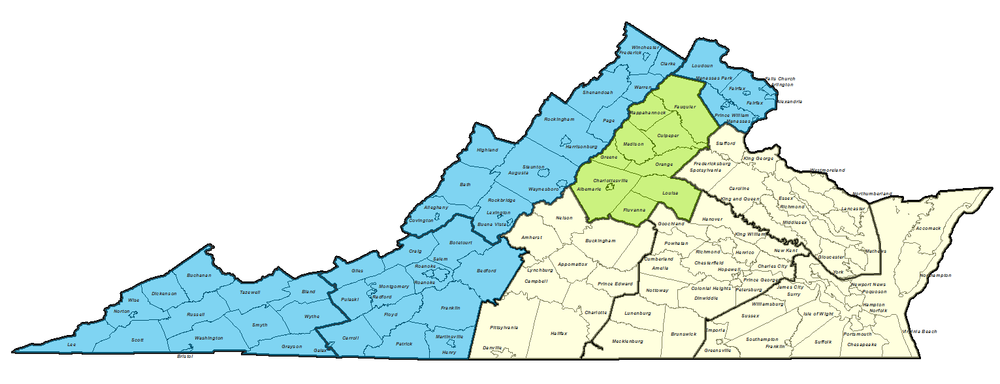 Winchester
Frederick
Clarke
Loudoun
Manassas Park
Falls Church
Arlington
Fairfax
Fairfax
Alexandria
Prince William
Manassas
Shenandoah
Warren
Rappahannock
Fauquier
Rockingham
Page
Culpeper
Madison
Harrisonburg
Stafford
Highland
Greene
Orange
King George
Fredericksburg
Spotsylvania
Staunton
Augusta
Westmoreland
Bath
Waynesboro
Charlottesville
Albemarle
Louisa
Caroline
Northumberland
King and Queen
Essex
Richmond
Lancaster
Rockbridge
Alleghany
Lexington
Covington
Buena Vista
Fluvanna
Nelson
Goochland
Hanover
Middlesex
Accomack
King William
Amherst
Buckingham
Powhatan
Botetourt
Craig
Richmond
Henrico
New Kent
Mathews
Gloucester
Salem
Cumberland
Chesterfield
Charles City
Roanoke
Bedford
Lynchburg
Appomattox
Amelia
Hopewell
York
Giles
Buchanan
Northampton
Campbell
Prince George
Roanoke
Montgomery
Prince Edward
Nottoway
Colonial Heights
Petersburg
James City
Newport News
Poquoson
Dickenson
Tazewell
Bland
Pulaski
Radford
Dinwiddie
Surry
Wise
Williamsburg
Hampton
Norfolk
Norton
Russell
Wythe
Floyd
Franklin
Charlotte
Lunenburg
Sussex
Isle of Wight
Smyth
Pittsylvania
Halifax
Emporia
Virginia Beach
Portsmouth
Lee
Scott
Washington
Carroll
Martinsville
Patrick
Brunswick
Mecklenburg
Southampton
Franklin
Suffolk
Chesapeake
Grayson
Galax
Henry
Danville
Greensville
Bristol